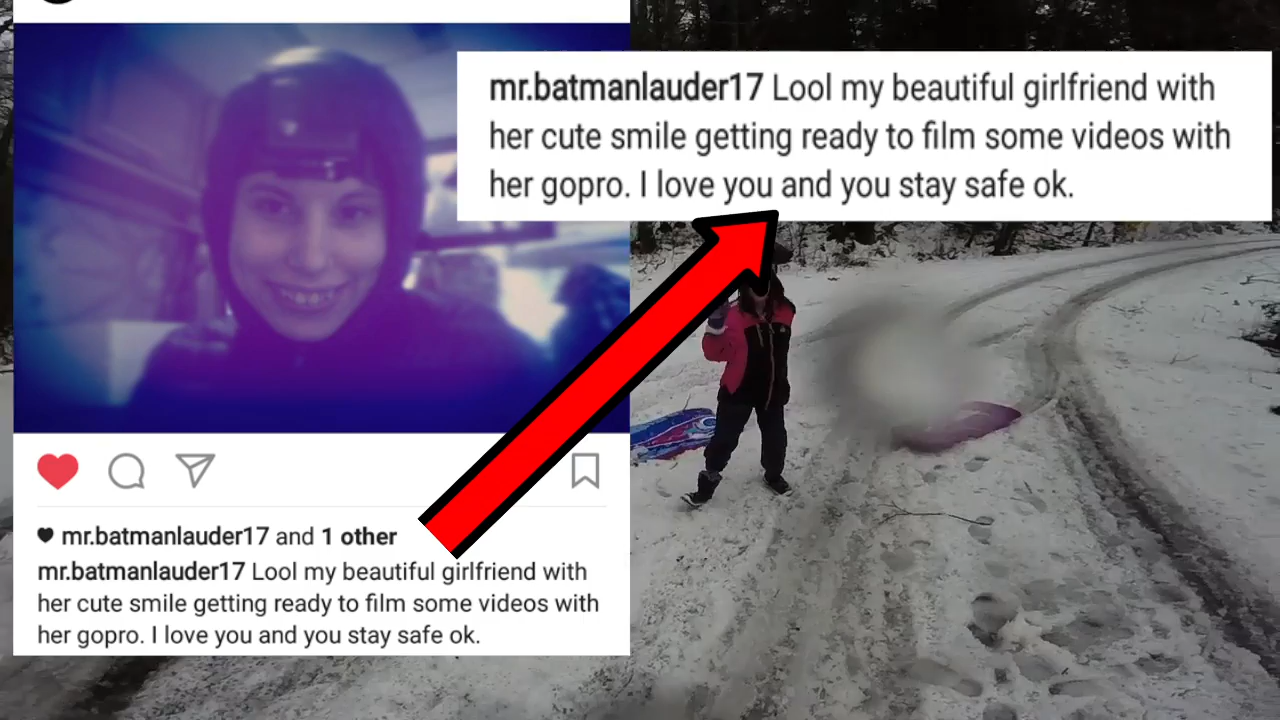 mr.batmanlauder17 Lool my beautiful girlfriend with
her cute smile getting ready to film some videos with
her gopro. I love you and you stay safe ok.
mr.batmanlauder17 and 1 other
mr.batmanlauder17 Lool my beautiful girlfriend with
her cute smile getting ready to film some videos with
her gopro. I love you and you stay safe ok.